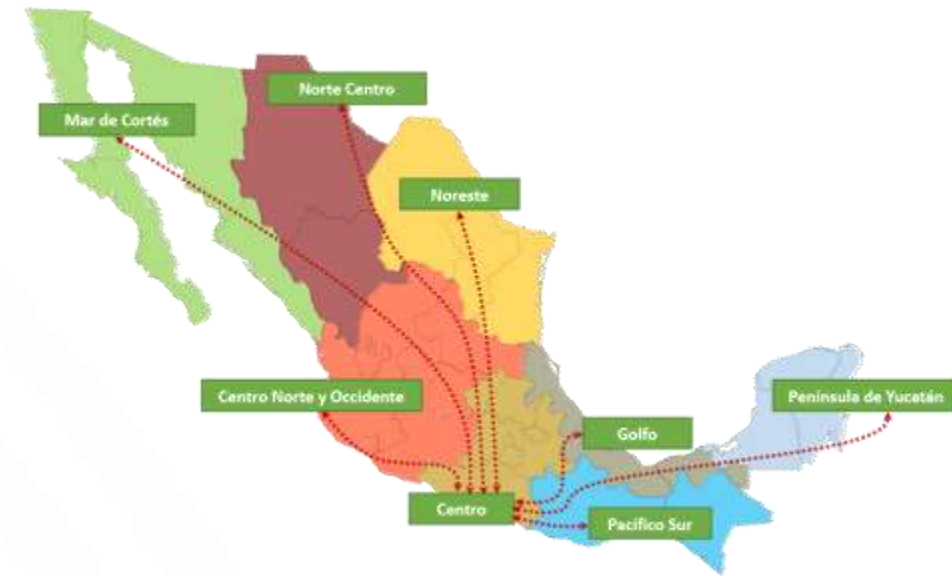 Norte Centro
Mar de Cortés
Noreste
Centro Norte y Occidente
Península de Yucatán
Golfo
Centro
Pacífico Sur